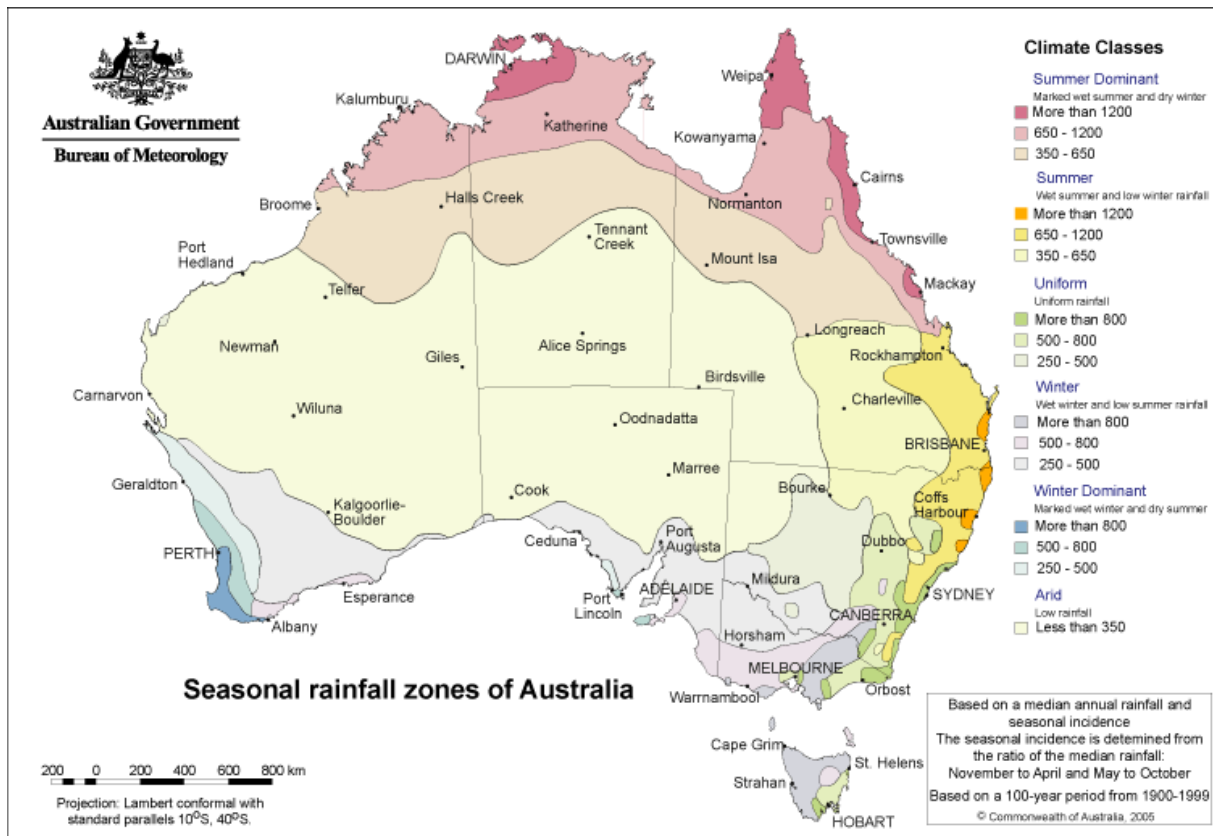 Australian Government
Bureau of Meteorology
DARWIN
Weipa
Kalumburu
Katherine
Kowanyama
Cairns
Broome
Halls Creek
Normanton
Townsville
Port
Hedland
Tennant
Creek
Mount Isa
Mackay
Telfer
Longreach
Newman
Giles
Alice Springs
Rockhampton
Birdsville
Carnarvon
Wiluna
Charleville
Oodnadatta
BRISBANE
Geraldton
Marree
Cook
Bourke
Coffs
Harbour
Kalgoorlie-
Boulder
Ceduna
Port
Augusta
Dubbo
PERTH
Esperance
Port
Lincoln
ADELAIDE
Mildura
SYDNEY
CANBERRA
Albany
Horsham
MELBOURNE
Warrnambool
Orbost
Cape Grim
St. Helens
Strahan
HOBART
Climate Classes
Summer Dominant
Marked wet summer and dry winter
More than 1200
650 - 1200
350 - 650
Summer
Wet summer and low winter rainfall
More than 1200
650 - 1200
350 - 650
Uniform
Uniform rainfall
More than 800
500 - 800
250 - 500
Winter
Wet winter and low summer rainfall
More than 800
500 - 800
250 - 500
Winter Dominant
Marked wet winter and dry summer
More than 800
500 - 800
250 - 500
Arid
Low rainfall
Less than 350
Seasonal rainfall zones of Australia
200 0 200 400 600 800 km
Projection: Lambert conformal with
standard parallels 10°S, 40°S.
Based on a median annual rainfall and
seasonal incidence
The seasonal incidence is detemined from
the ratio of the median rainfall:
November to April and May to October
Based on a 100-year period from 1900-1999
© Commonwealth of Australia, 2005